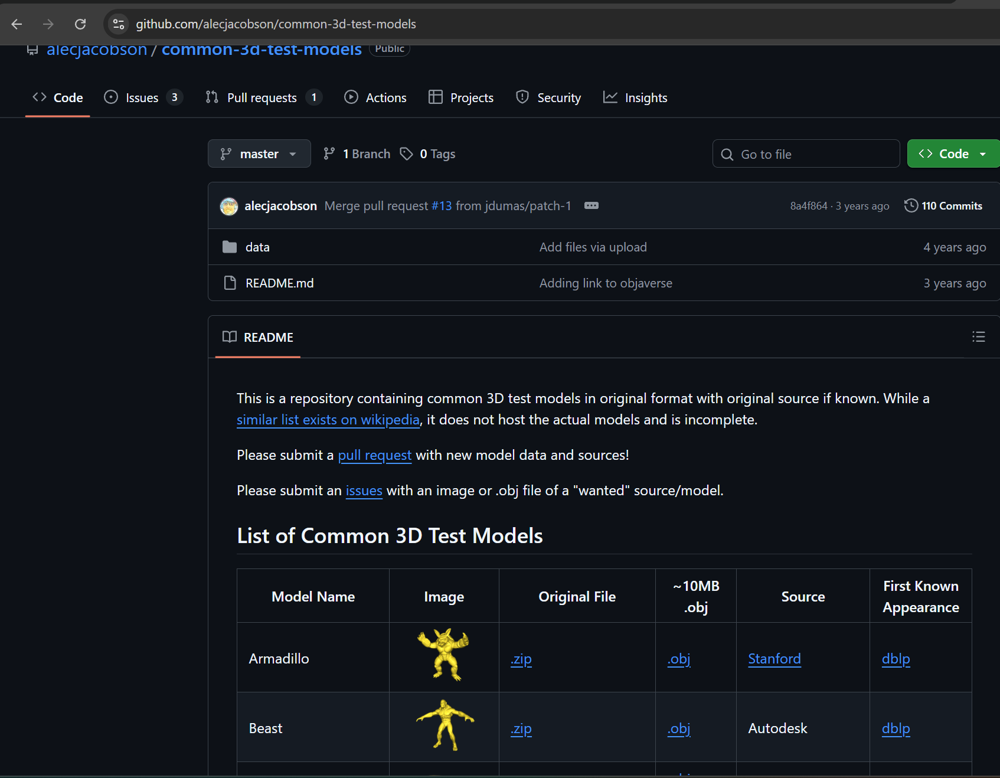 github.com/alecjacobson/common-3d-test-models
alecjacobson / common-3d-test-models Public
Code Issues 3 Pull requests 1 Actions Projects Security Insights
master 1 Branch 0 Tags Go to file Code
alecjacobson Merge pull request #13 from jdumas/patch-1 8a4f864 · 3 years ago 110 Commits
data Add files via upload 4 years ago
README.md Adding link to objaverse 3 years ago
README
This is a repository containing common 3D test models in original format with original source if known. While a
similar list exists on wikipedia, it does not host the actual models and is incomplete.
Please submit a pull request with new model data and sources!
Please submit an issues with an image or .obj file of a "wanted" source/model.
List of Common 3D Test Models
Model Name Image Original File ~10MB .obj Source First Known Appearance
Armadillo .zip .obj Stanford dblp
Beast .zip .obj Autodesk dblp